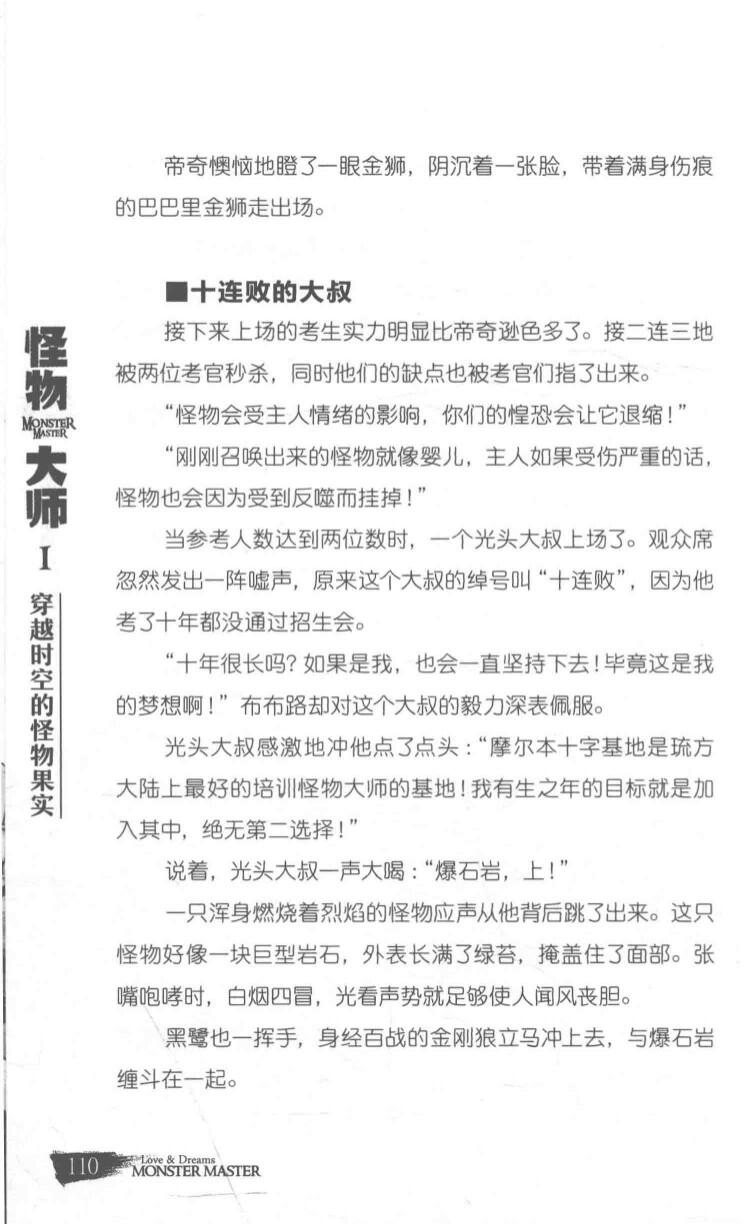 帝奇懊恼地瞪了一眼金狮，阴沉着一张脸，带着满身伤痕
的巴巴里金狮走出场。
■十连败的大叔
接下来上场的考生实力明显比帝奇逊色多了。接二连三地
被两位考官秒杀，同时他们的缺点也被考官们指了出来。
“怪物会受主人情绪的影响，你们的惶恐会让它退缩！”
“刚刚召唤出来的怪物就像婴儿，主人如果受伤严重的话，
怪物也会因为受到反噬而挂掉！”
当参考人数达到两位数时，一个光头大叔上场了。观众席
忽然发出一阵嘘声，原来这个大叔的绰号叫“十连败”，因为他
考了十年都没通过招生会。
“十年很长吗？如果是我，也会一直坚持下去！毕竟这是我
的梦想啊！”布布路却对这个大叔的毅力深表佩服。
光头大叔感激地冲他点了点头：“摩尔本十字基地是琉方
大陆上最好的培训怪物大师的基地！我有生之年的目标就是加
入其中，绝无第二选择！”
说着，光头大叔一声大喝：“爆石岩，上！”
一只浑身燃烧着烈焰的怪物应声从他背后跳了出来。这只
怪物好像一块巨型岩石，外表长满了绿苔，掩盖住了面部。张
嘴咆哮时，白烟四冒，光看声势就足够使人闻风丧胆。
黑鹭也一挥手，身经百战的金刚狼立马冲上去，与爆石岩
缠斗在一起。
怪物
MONSTER
MASTER
大师
I
穿越时空的怪物果实
110
Love & Dreams
MONSTER MASTER